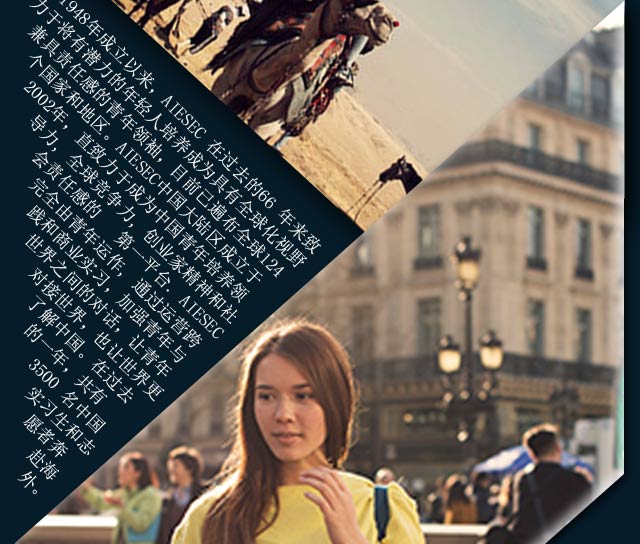 1948年成立以来，AIESEC 在过去的66 年来致
力于将有潜力的年轻人培养成为具有全球化视野
兼具责任感的青年领袖，目前已遍布全球124
个国家和地区。AIESEC中国大陆区成立于
2002年，直致力于成为中国青年培养领
导力，全球竞争力，创业家精神和社
会责任感的 第一平台。AIESEC
完全由青年运作，通过运营跨
践和商业实习，加强青年与
世界之间的对话，让青年
对接世界，也让世界更
了解中国。在过去
的一年，共有
3500 名中国
实习生和志
愿者奔
赴海
外。